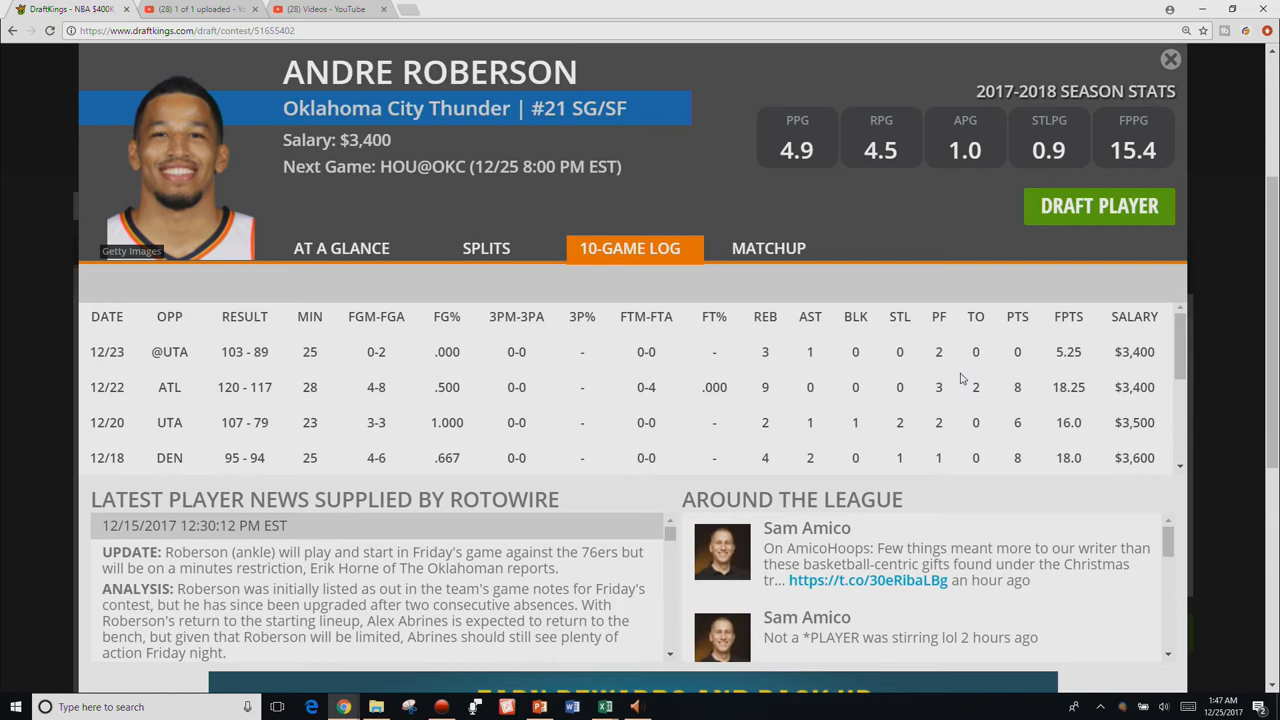 DraftKings - NBA $400K
(28) 1 of 1 uploaded - YouT
(28) Videos - YouTube
https://www.draftkings.com/draft/contest/51655402
ANDRE ROBERSON
Oklahoma City Thunder | #21 SG/SF
Salary: $3,400
Next Game: HOU@OKC (12/25 8:00 PM EST)
2017-2018 SEASON STATS
PPG RPG APG STLPG FPPG
4.9 4.5 1.0 0.9 15.4
DRAFT PLAYER
Getty Images
AT A GLANCE SPLITS 10-GAME LOG MATCHUP
DATE OPP RESULT MIN FGM-FGA FG% 3PM-3PA 3P% FTM-FTA FT% REB AST BLK STL PF TO PTS FPTS SALARY
12/23 @UTA 103 - 89 25 0-2 .000 0-0 - 0-0 - 3 1 0 0 2 0 0 5.25 $3,400
12/22 ATL 120 - 117 28 4-8 .500 0-0 - 0-4 .000 9 0 0 0 3 2 8 18.25 $3,400
12/20 UTA 107 - 79 23 3-3 1.000 0-0 - 0-0 - 2 1 1 2 2 0 6 16.0 $3,500
12/18 DEN 95 - 94 25 4-6 .667 0-0 - 0-0 - 4 2 0 1 1 0 8 18.0 $3,600
LATEST PLAYER NEWS SUPPLIED BY ROTOWIRE
12/15/2017 12:30:12 PM EST
UPDATE: Roberson (ankle) will play and start in Friday's game against the 76ers but
will be on a minutes restriction, Erik Horne of The Oklahoman reports.
ANALYSIS: Roberson was initially listed as out in the team's game notes for Friday's
contest, but he has since been upgraded after two consecutive absences. With
Roberson's return to the starting lineup, Alex Abrines is expected to return to the
bench, but given that Roberson will be limited, Abrines should still see plenty of
action Friday night.
AROUND THE LEAGUE
Sam Amico
On AmicoHoops: Few things meant more to our writer than
these basketball-centric gifts found under the Christmas
tr... https://t.co/30eRibaLBg an hour ago
Sam Amico
Not a *PLAYER was stirring lol 2 hours ago
EARN REWARDS AND BACK UP
Type here to search
1:47 AM
12/25/2017